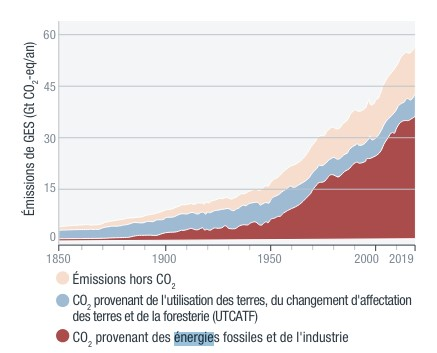 Émissions de GES (Gt CO₂-eq/an)
60
45
30
15
0
1850
1900
1950
2000
2019
Émissions hors CO₂
CO₂ provenant de l'utilisation des terres, du changement d'affectation
des terres et de la foresterie (UTCATF)
CO₂ provenant des énergies fossiles et de l'industrie